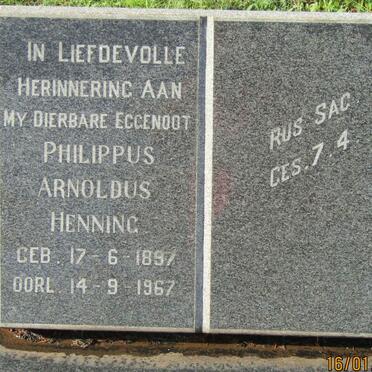 IN LIEFDEVOLLE
HERINNERING AAN
MY DIERBARE EGGENOOT
PHILIPPUS
ARNOLDUS
HENNING
GEB. 17-6-1897
OORL. 14-9-1967
RUS SAG
GES. 7.4
16/01